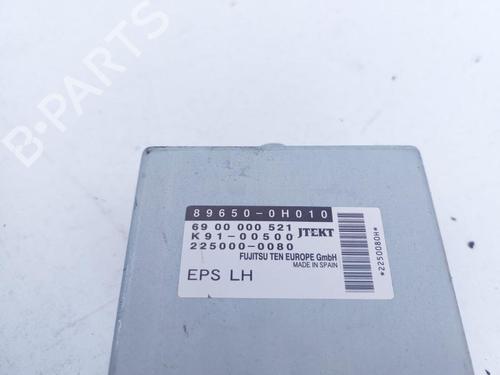 B-PARTS
89650-0H010
69 00 000 521
K91-00500 JTEKT
225000-0080
FUJITSU TEN EUROPE GmbH
MADE IN SPAIN
EPS LH
*2250080H*